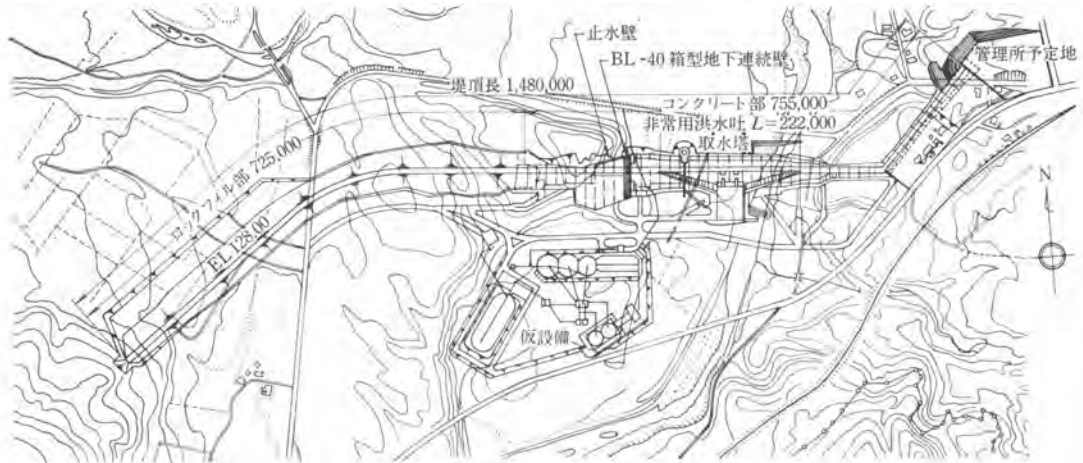 止水壁
BL-40 箱型地下連続壁
管理所予定地
堤頂長 1,480,000
コンクリート部 755,000
非常用洪水吐 L=222,000
取水塔
ロックフィル部 725,000
EL 128.00
N
仮設備